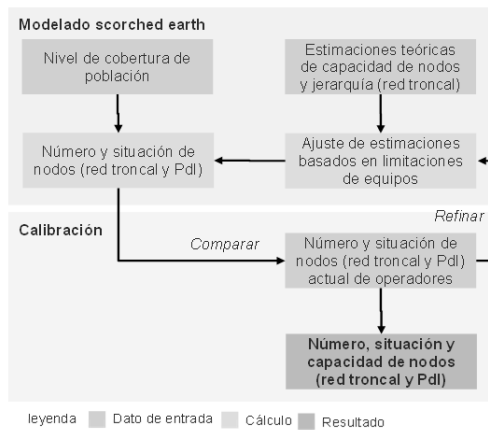 Modelado scorched earth
Nivel de cobertura de
población
Estimaciones teóricas
de capacidad de nodos
y jerarquía (red troncal)
Número y situación de
nodos (red troncal y PdI)
Ajuste de estimaciones
basados en limitaciones
de equipos
Refinar
Calibración
Comparar
Número y situación de
nodos (red troncal y PdI)
actual de operadores
Número, situación y
capacidad de nodos
(red troncal y PdI)
leyenda Dato de entrada Cálculo Resultado